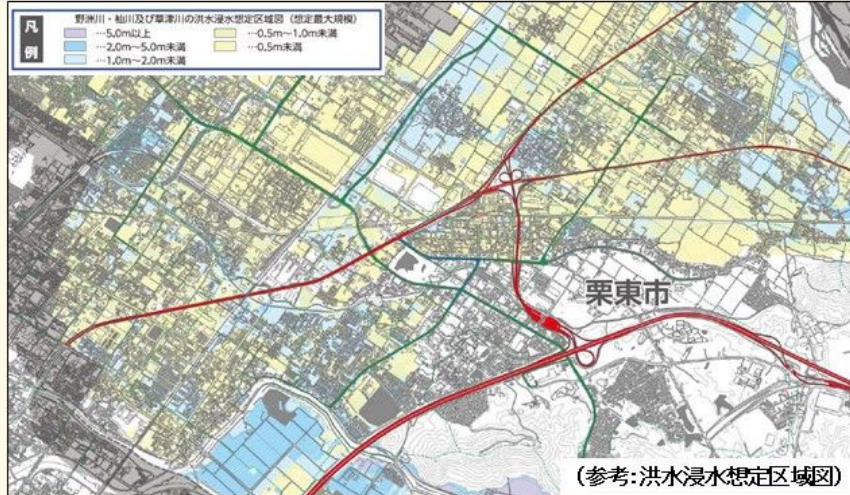 凡例
野洲川・杣川及び草津川の洪水浸水想定区域図（想定最大規模）
…5.0m以上
…2.0m～5.0m未満
…1.0m～2.0m未満
…0.5m～1.0m未満
…0.5m未満
栗東市
（参考：洪水浸水想定区域図）